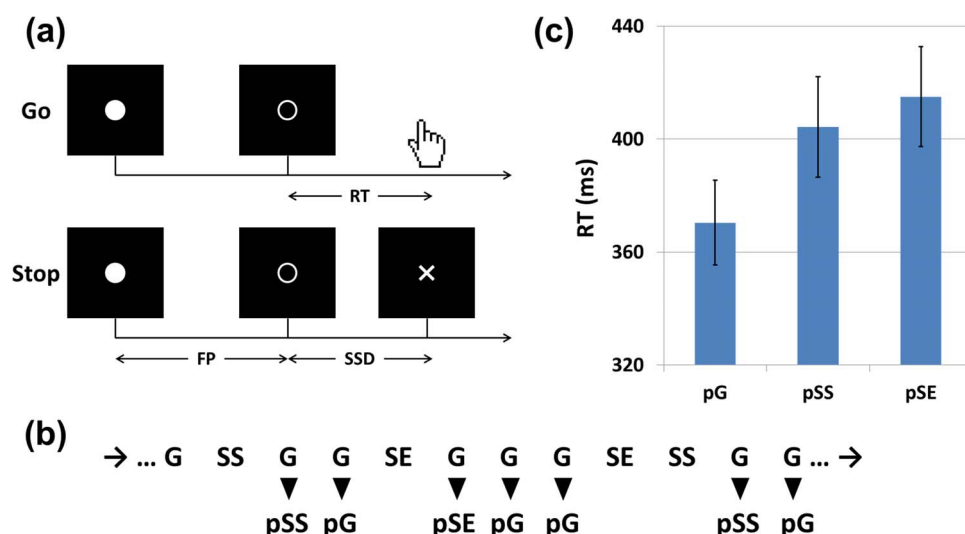 (a)
Go
RT
Stop
FP
SSD
(c)
440
400
360
320
RT (ms)
pG pSS pSE
(b)
→ ... G SS G G SE G G G SE SS G G ... →
pSS pG pSE pG pG pSS pG